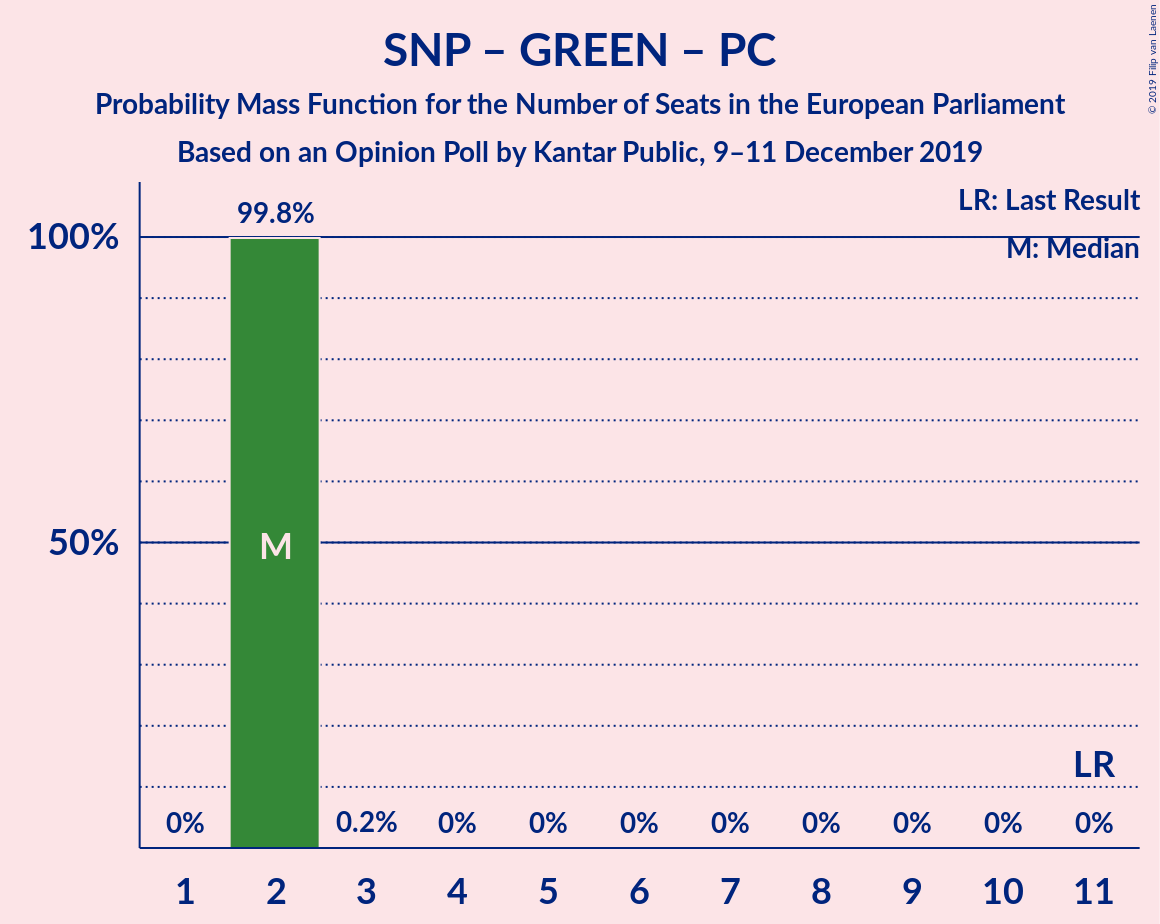 SNP – GREEN – PC
Probability Mass Function for the Number of Seats in the European Parliament
Based on an Opinion Poll by Kantar Public, 9–11 December 2019
© 2019 Filip van Laenen
LR: Last Result
M: Median
99.8%
100%
50%
M
LR
0% 0.2% 0% 0% 0% 0% 0% 0% 0% 0%
1 2 3 4 5 6 7 8 9 10 11